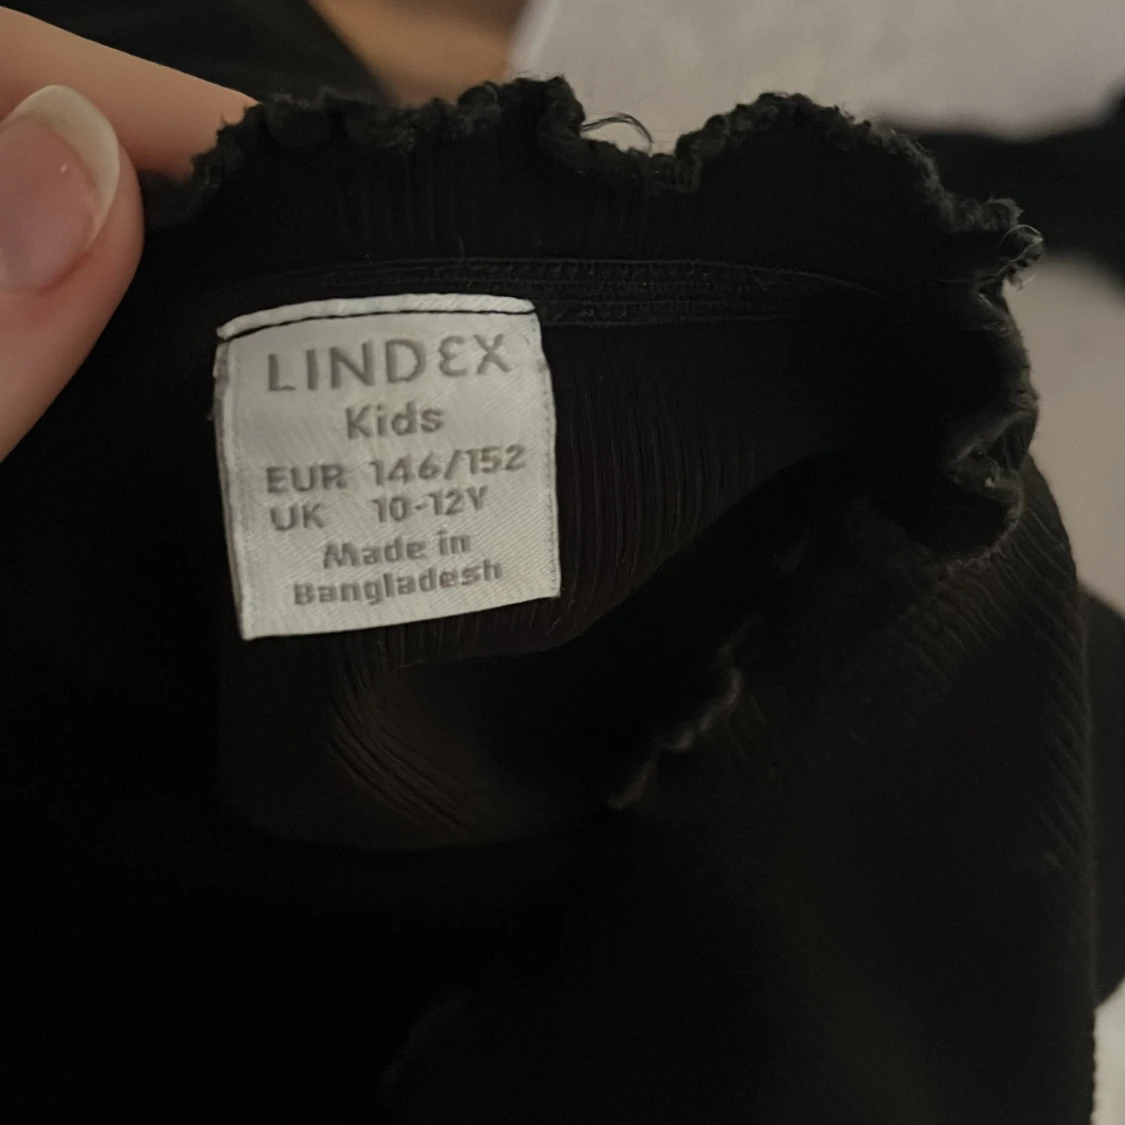 LINDEX
Kids
EUR 146/152
UK 10-12Y
Made in
Bangladesh